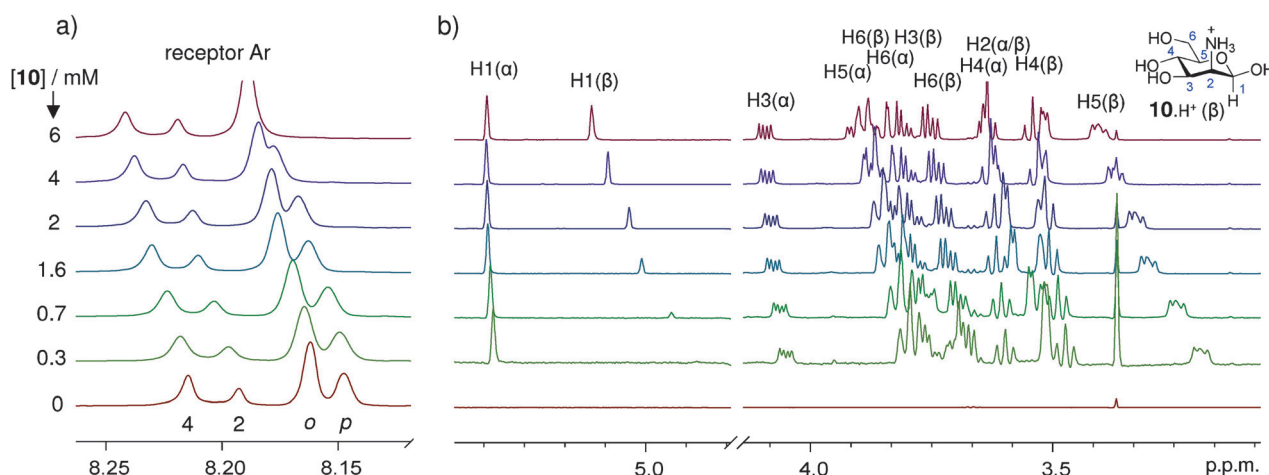 a)
receptor Ar
[10] / mM
6
4
2
1.6
0.7
0.3
0
4 2 o p
8.25 8.20 8.15
b)
H1(α)
H1(β)
H3(α)
H5(α)
H6(β)
H6(α)
H3(β)
H6(β)
H2(α/β)
H4(α)
H4(β)
H5(β)
HO
6
+
NH3
4
5
O
HO
HO
3
2
1
OH
H
10.H+ (β)
5.0 4.0 3.5 p.p.m.